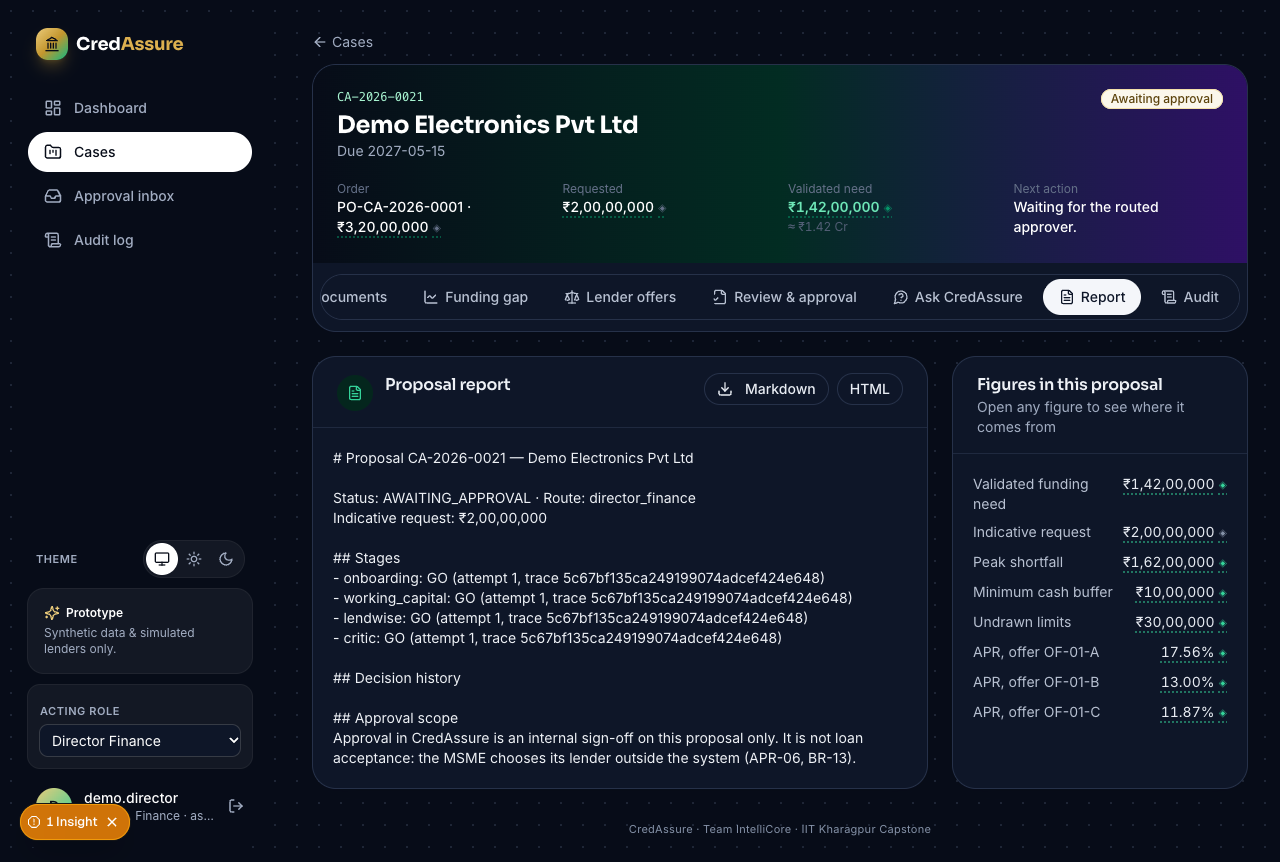 CredAssure
Dashboard
Cases
Approval inbox
Audit log
THEME
Prototype
Synthetic data & simulated
lenders only.
ACTING ROLE
Director Finance
demo.director
Finance · as...
1 Insight
Cases
CA-2026-0021
Awaiting approval
Demo Electronics Pvt Ltd
Due 2027-05-15
Order
PO-CA-2026-0001 ·
₹3,20,00,000
Requested
₹2,00,00,000
Validated need
₹1,42,00,000
≈ ₹1.42 Cr
Next action
Waiting for the routed
approver.
ocuments
Funding gap
Lender offers
Review & approval
Ask CredAssure
Report
Audit
Proposal report
Markdown
HTML
# Proposal CA-2026-0021 — Demo Electronics Pvt Ltd
Status: AWAITING_APPROVAL · Route: director_finance
Indicative request: ₹2,00,00,000
## Stages
- onboarding: GO (attempt 1, trace 5c67bf135ca249199074adcef424e648)
- working_capital: GO (attempt 1, trace 5c67bf135ca249199074adcef424e648)
- lendwise: GO (attempt 1, trace 5c67bf135ca249199074adcef424e648)
- critic: GO (attempt 1, trace 5c67bf135ca249199074adcef424e648)
## Decision history
## Approval scope
Approval in CredAssure is an internal sign-off on this proposal only. It is not loan
acceptance: the MSME chooses its lender outside the system (APR-06, BR-13).
Figures in this proposal
Open any figure to see where it
comes from
Validated funding need ₹1,42,00,000
Indicative request ₹2,00,00,000
Peak shortfall ₹1,62,00,000
Minimum cash buffer ₹10,00,000
Undrawn limits ₹30,00,000
APR, offer OF-01-A 17.56%
APR, offer OF-01-B 13.00%
APR, offer OF-01-C 11.87%
CredAssure · Team IntelliCore · IIT Kharagpur Capstone